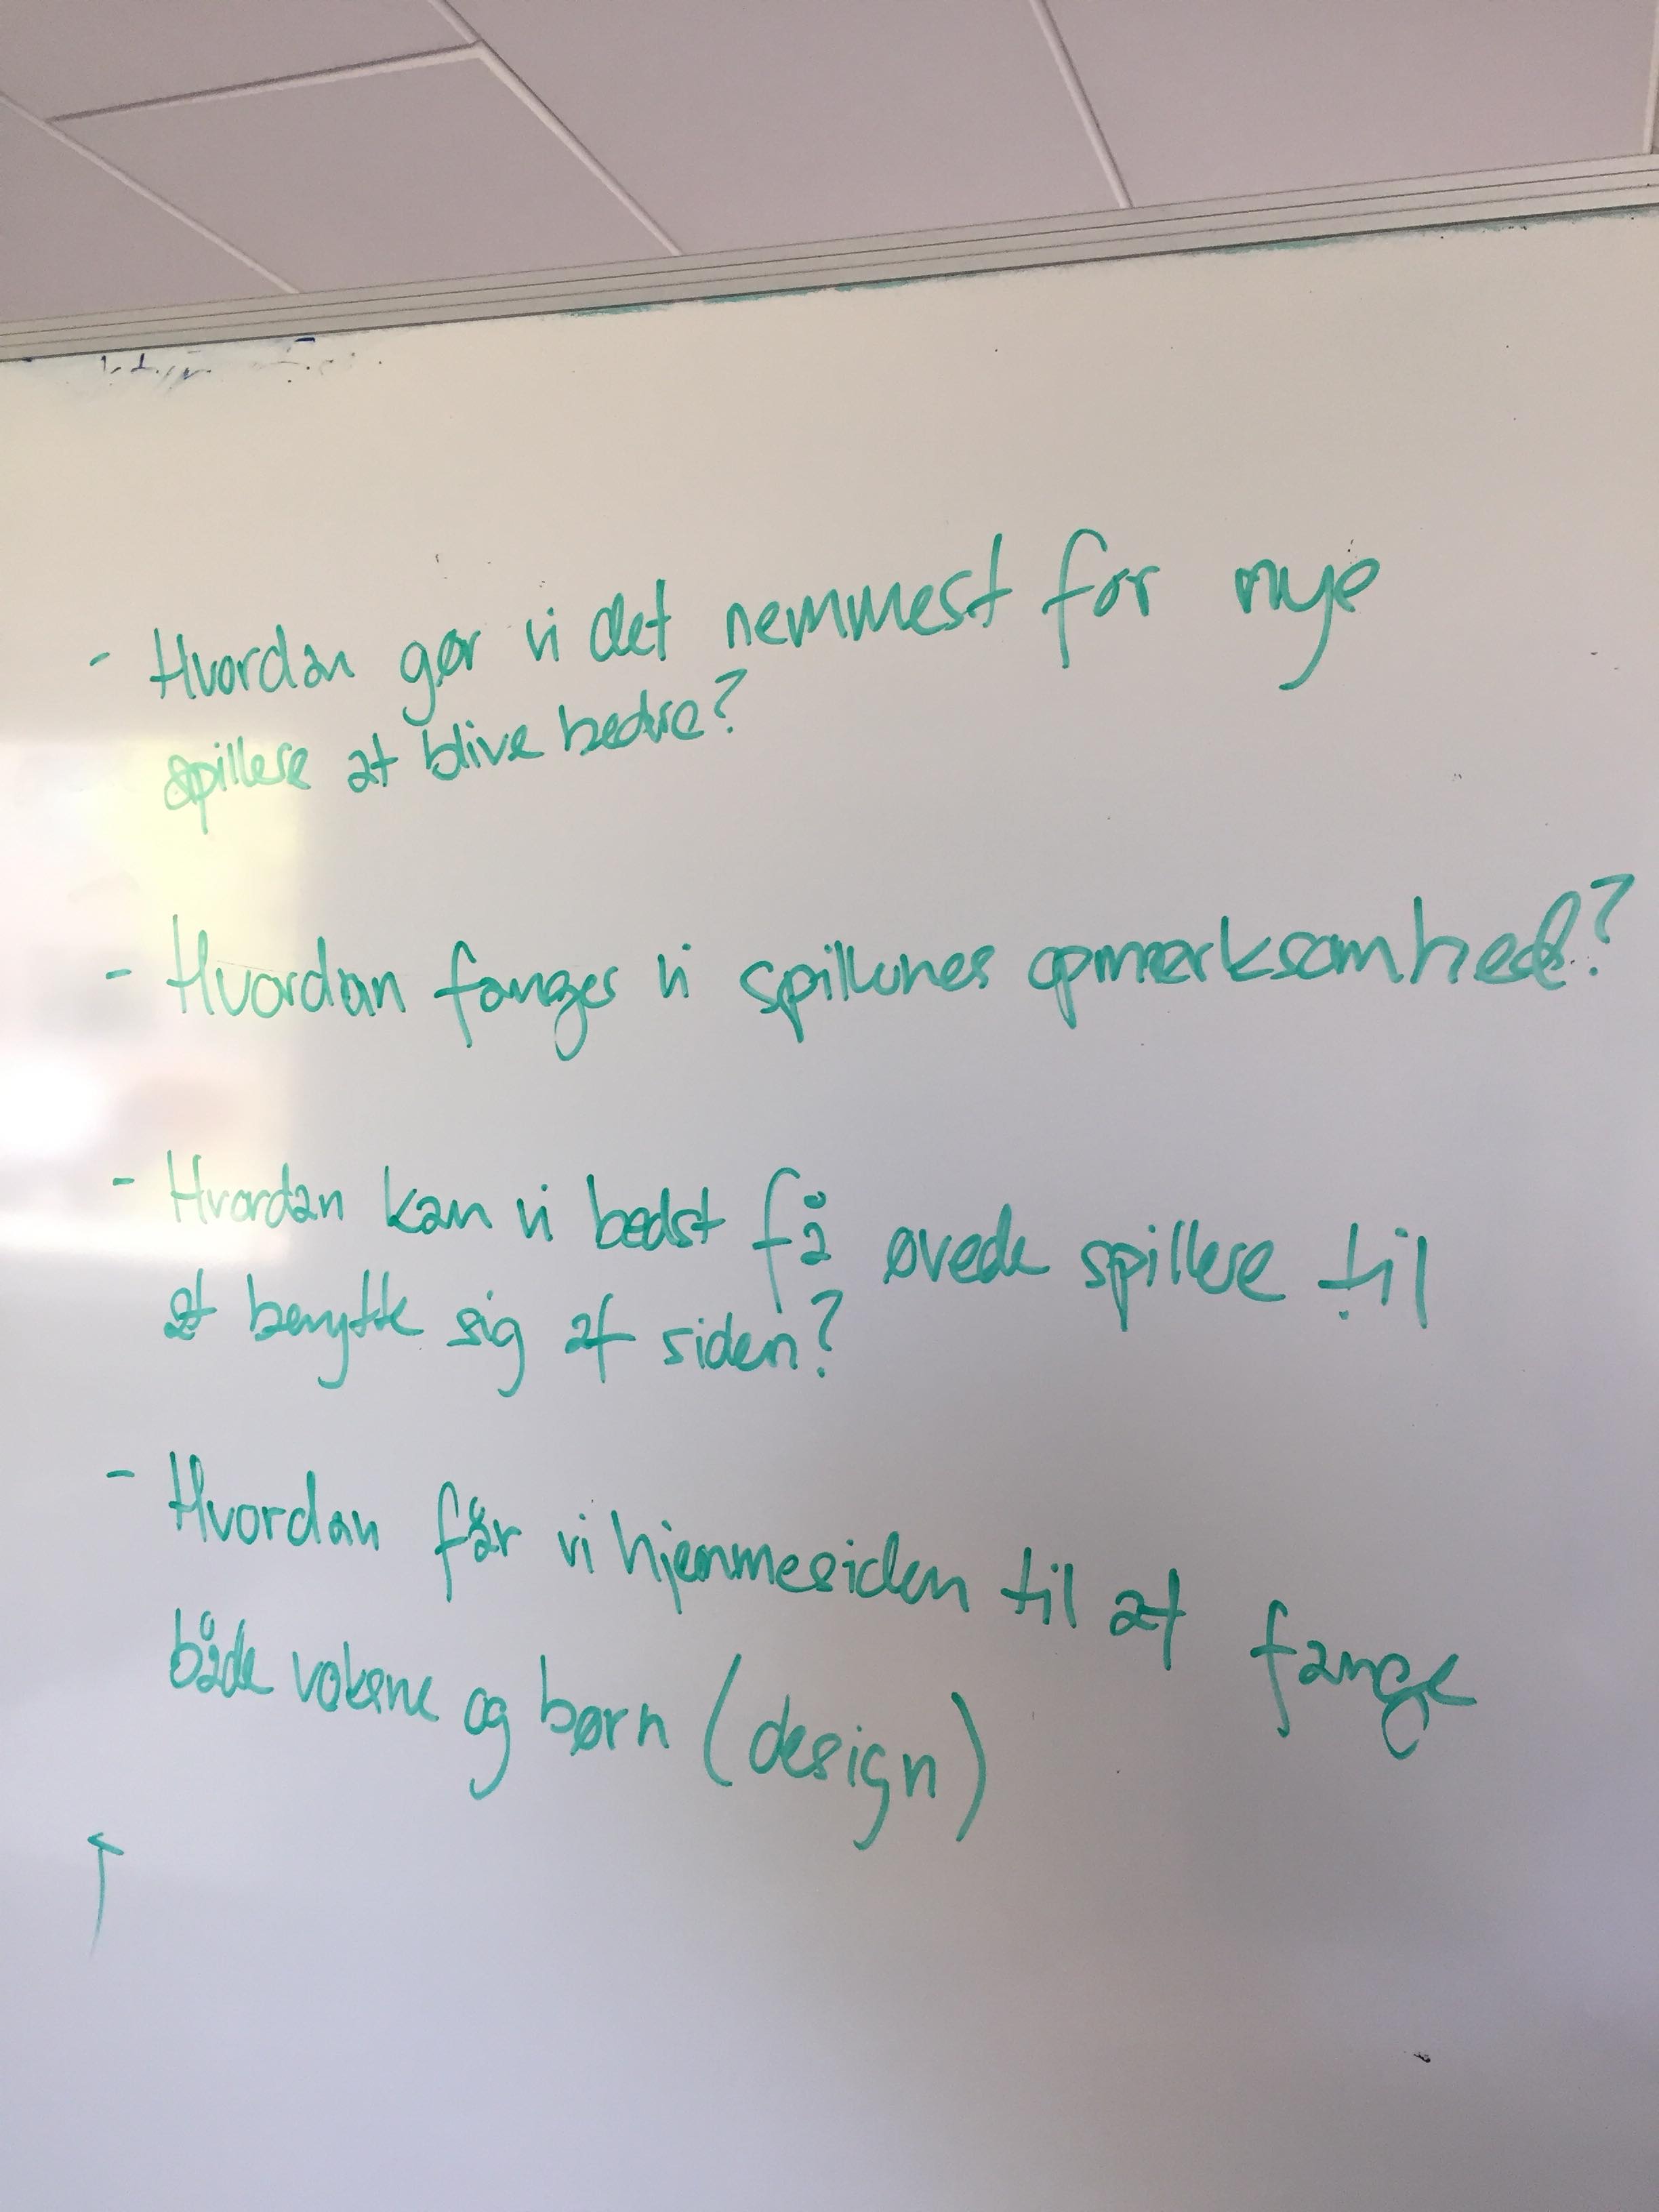 - Hvordan gør vi det nemmest for nye
spillere at blive bedre?
- Hvordan fanger vi spillernes opmærksomhed?
- Hvordan kan vi bedst få øvede spillere til
at benytte sig af siden?
- Hvordan får vi hjemmesiden til at fange
både voksne og børn (design)